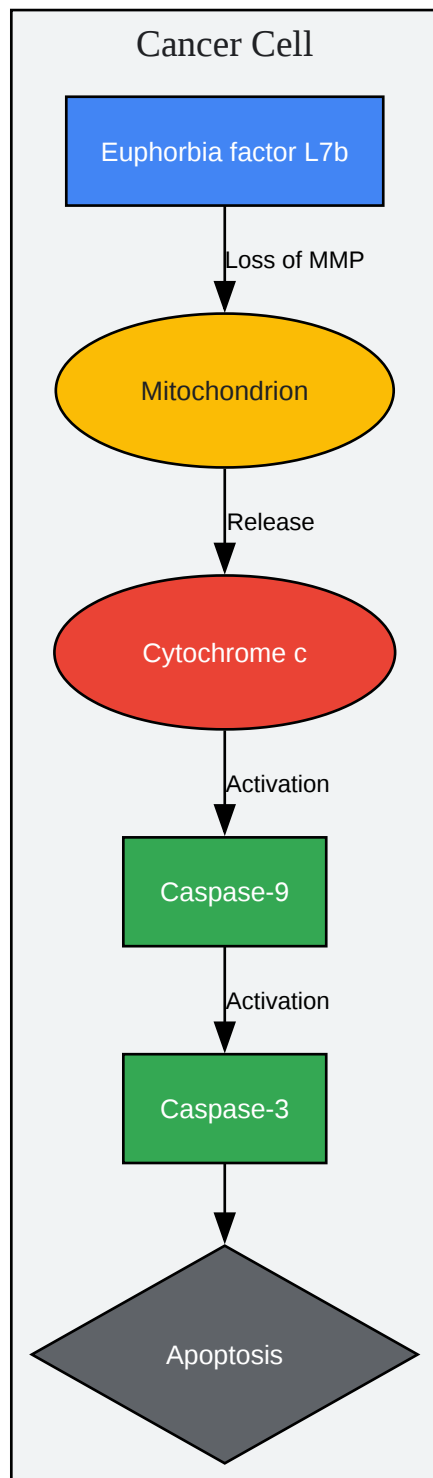 Cancer Cell
Euphorbia factor L7b
Loss of MMP
Mitochondrion
Release
Cytochrome c
Activation
Caspase-9
Activation
Caspase-3
Apoptosis